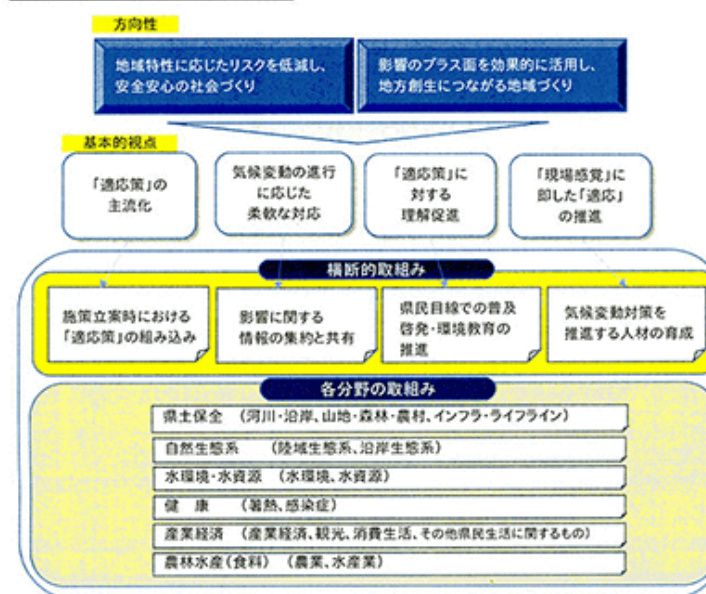 方向性
地域特性に応じたリスクを低減し、
安全安心の社会づくり
影響のプラス面を効果的に活用し、
地方創生につながる地域づくり
基本的視点
「適応策」の
主流化
気候変動の進行
に応じた
柔軟な対応
「適応策」に
対する
理解促進
「現場感覚」に
即した「適応」
の推進
横断的取組み
施策立案時における
「適応策」の組み込み
影響に関する
情報の集約と共有
県民目線での普及
啓発・環境教育の
推進
気候変動対策を
推進する人材の育成
各分野の取組み
県土保全 (河川・沿岸、山地・森林・農村、インフラ・ライフライン)
自然生態系 (陸域生態系、沿岸生態系)
水環境・水資源 (水環境、水資源)
健 康 (暑熱、感染症)
産業経済 (産業経済、観光、消費生活、その他県民生活に関するもの)
農林水産(食料) (農業、水産業)